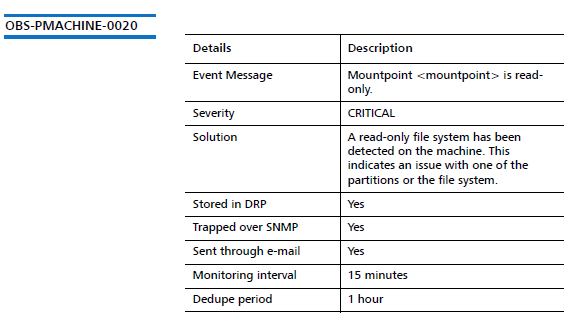 OBS-PMACHINE-0020
Details Description
Event Message Mountpoint <mountpoint> is read-
only.
Severity CRITICAL
Solution A read-only file system has been
detected on the machine. This
indicates an issue with one of the
partitions or the file system.
Stored in DRP Yes
Trapped over SNMP Yes
Sent through e-mail Yes
Monitoring interval 15 minutes
Dedupe period 1 hour